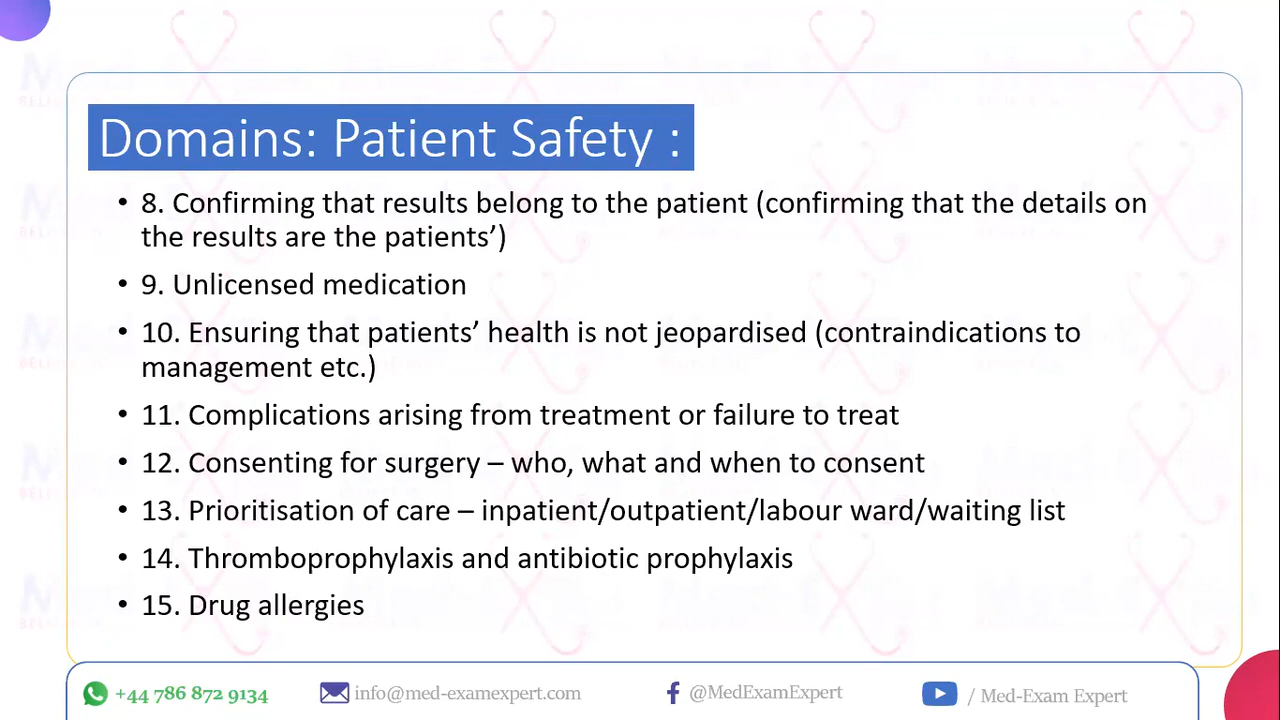 Domains: Patient Safety :
• 8. Confirming that results belong to the patient (confirming that the details on
the results are the patients’)
• 9. Unlicensed medication
• 10. Ensuring that patients’ health is not jeopardised (contraindications to
management etc.)
• 11. Complications arising from treatment or failure to treat
• 12. Consenting for surgery – who, what and when to consent
• 13. Prioritisation of care – inpatient/outpatient/labour ward/waiting list
• 14. Thromboprophylaxis and antibiotic prophylaxis
• 15. Drug allergies
+44 786 872 9134 info@med-examexpert.com @MedExamExpert / Med-Exam Expert